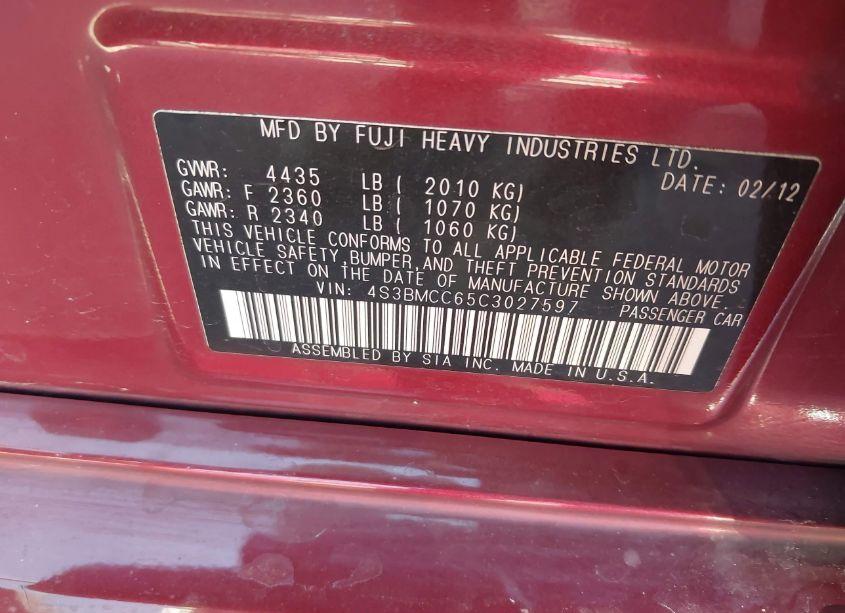 MFD BY FUJI HEAVY INDUSTRIES LTD.
GVWR: 4435 LB ( 2010 KG) DATE: 02/12
GAWR: F 2360 LB ( 1070 KG)
GAWR: R 2340 LB ( 1060 KG)
THIS VEHICLE CONFORMS TO ALL APPLICABLE FEDERAL MOTOR
VEHICLE SAFETY, BUMPER, AND THEFT PREVENTION STANDARDS
IN EFFECT ON THE DATE OF MANUFACTURE SHOWN ABOVE.
VIN: 4S3BMCC65C3027597 PASSENGER CAR
ASSEMBLED BY SIA INC. MADE IN U.S.A.